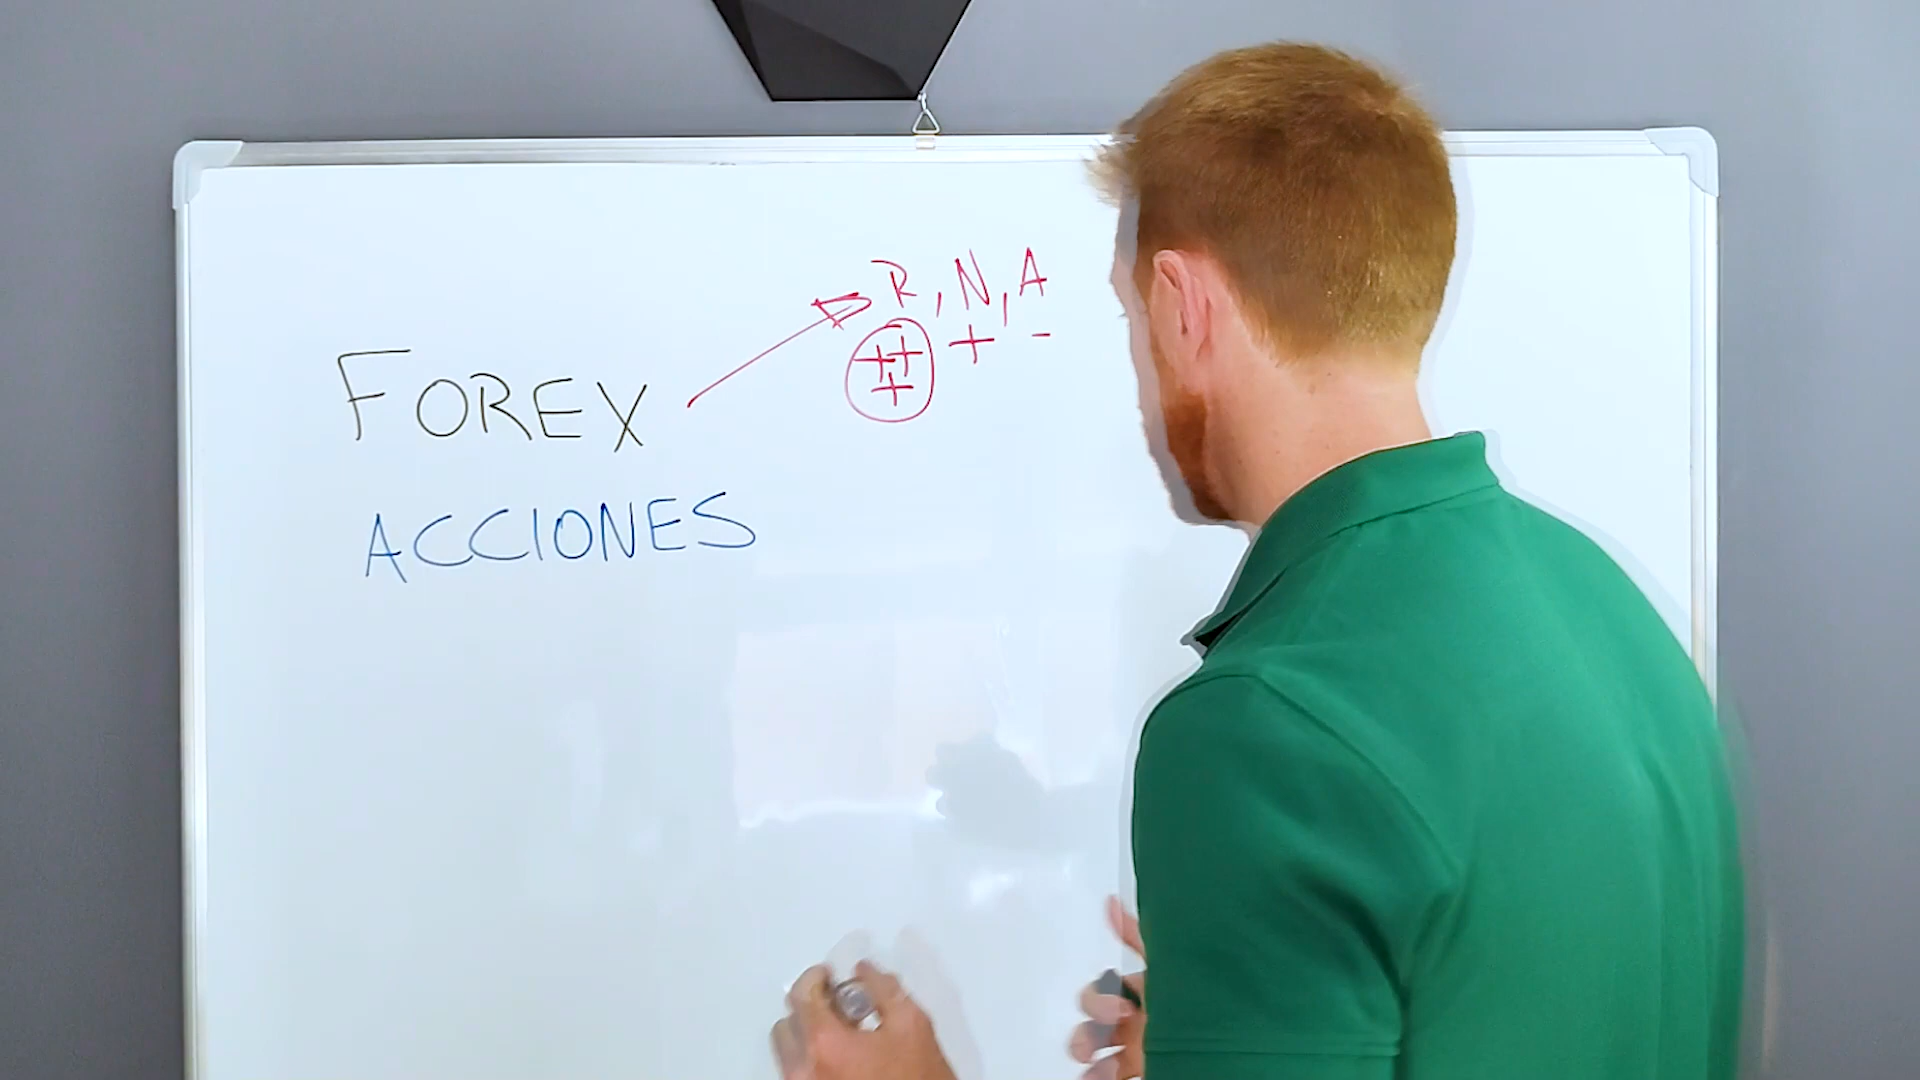 R, N, A
++ + -
+
FOREX
ACCIONES